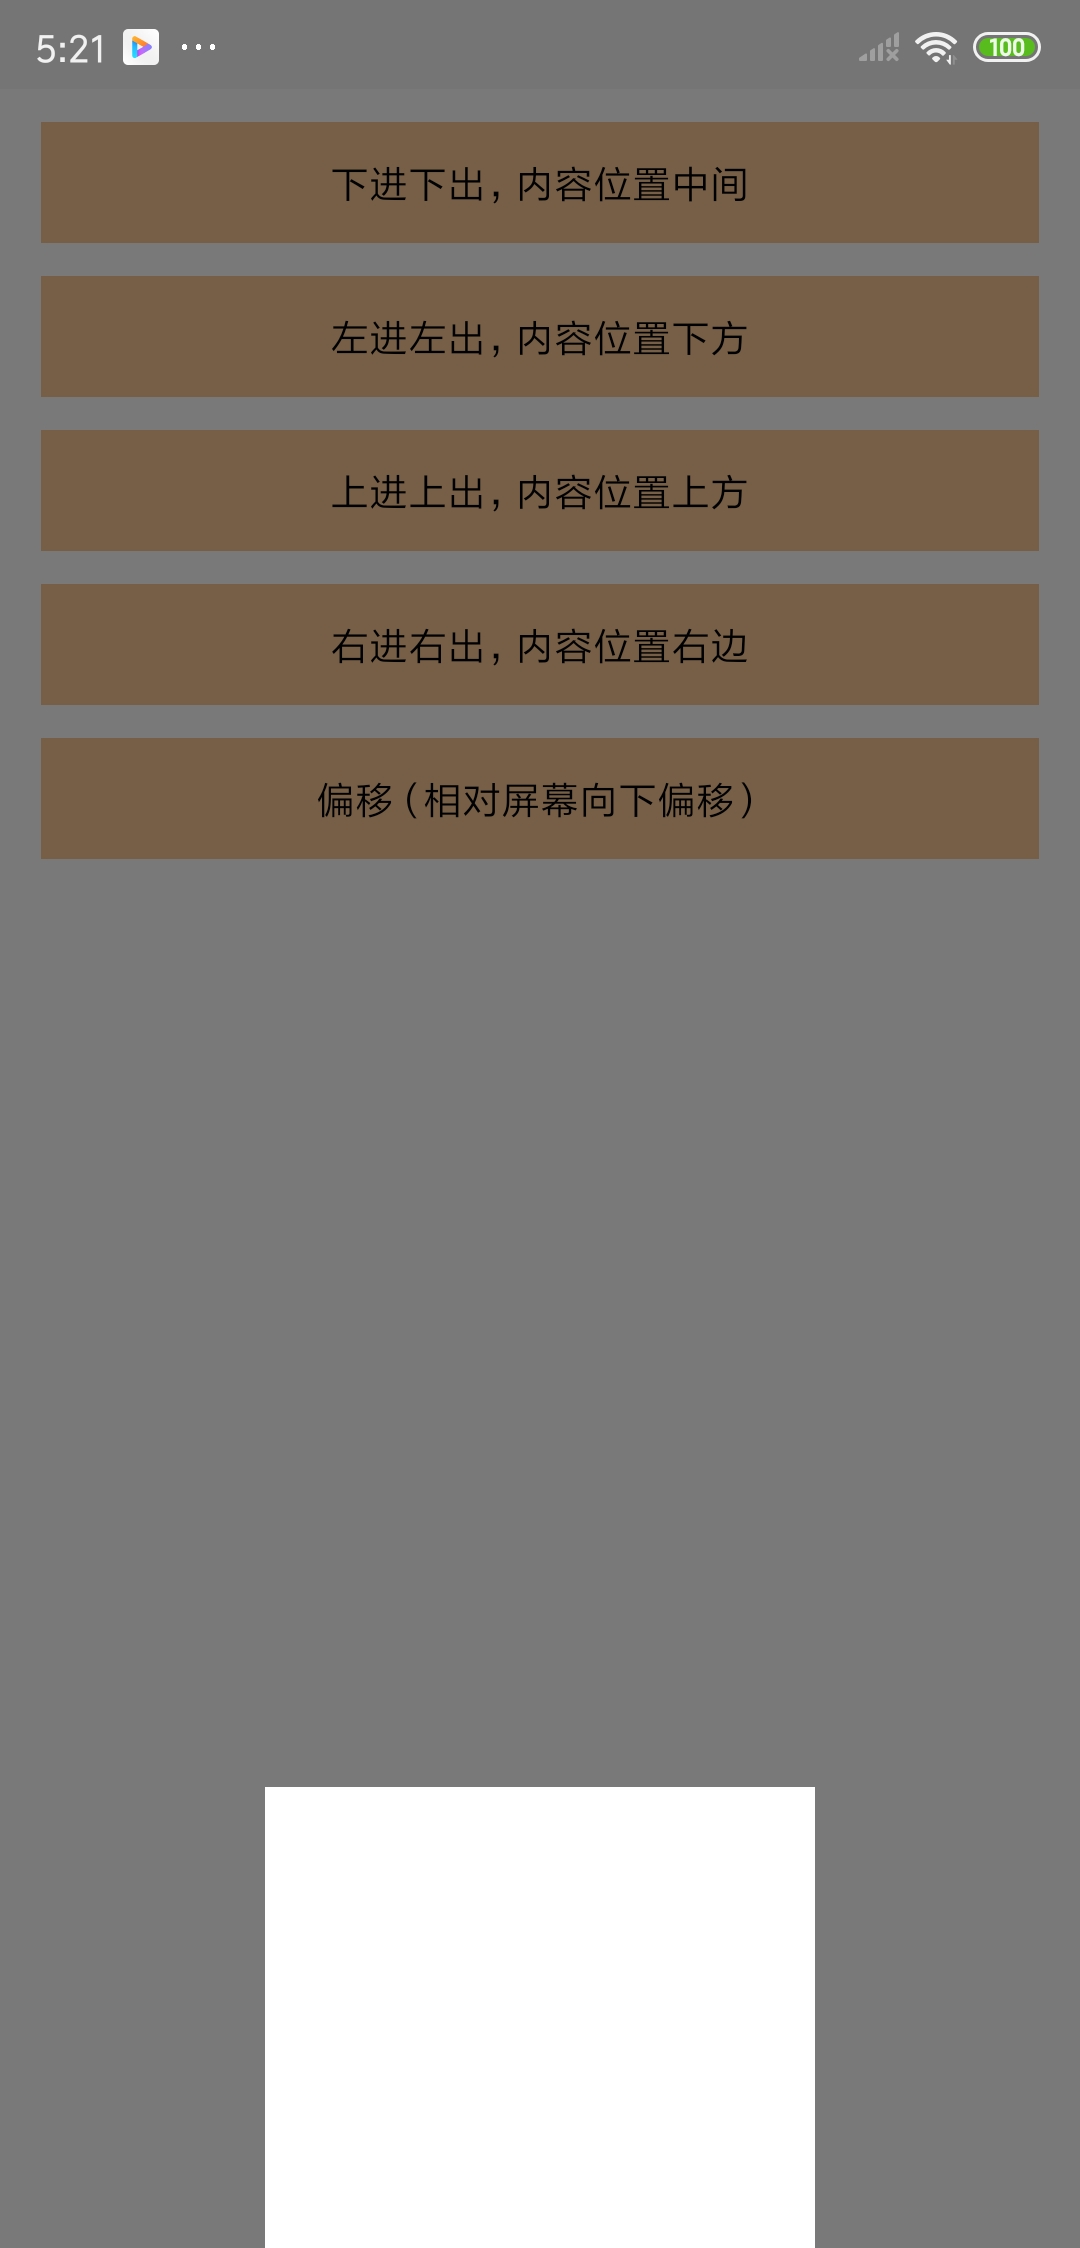 5:21
100
下进下出，内容位置中间
左进左出，内容位置下方
上进上出，内容位置上方
右进右出，内容位置右边
偏移（相对屏幕向下偏移）